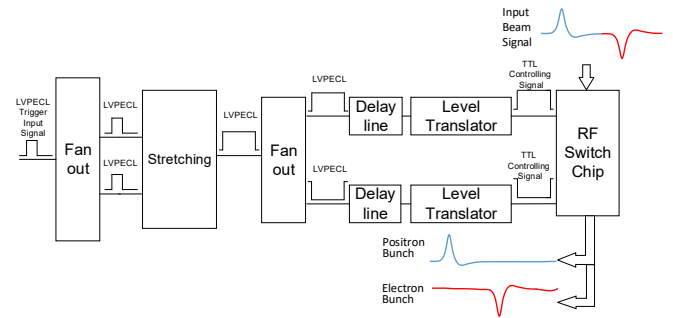 Input
Beam
Signal
LVPECL
Trigger
Input
Signal
Fan
out
LVPECL
LVPECL
Stretching
LVPECL
Fan
out
LVPECL
LVPECL
Delay
line
Level
Translator
TTL
Controlling
Signal
Delay
line
Level
Translator
TTL
Controlling
Signal
RF
Switch
Chip
Positron
Bunch
Electron
Bunch